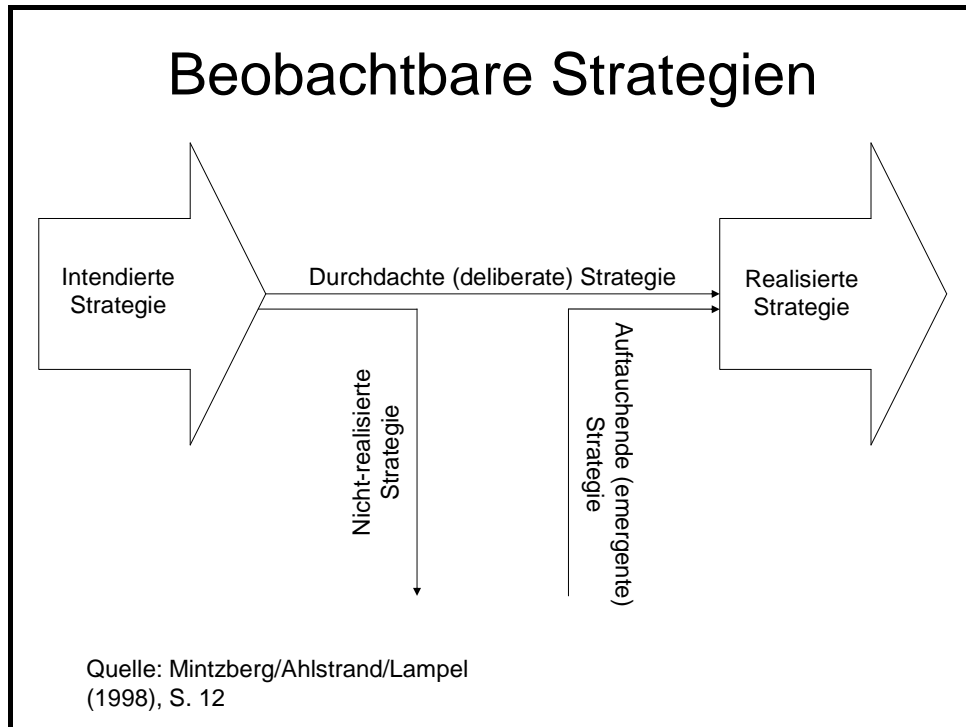 Beobachtbare Strategien
Intendierte
Strategie
Durchdachte (deliberate) Strategie
Realisierte
Strategie
Nicht-realisierte
Strategie
Auftauchende (emergente)
Strategie
Quelle: Mintzberg/Ahlstrand/Lampel
(1998), S. 12